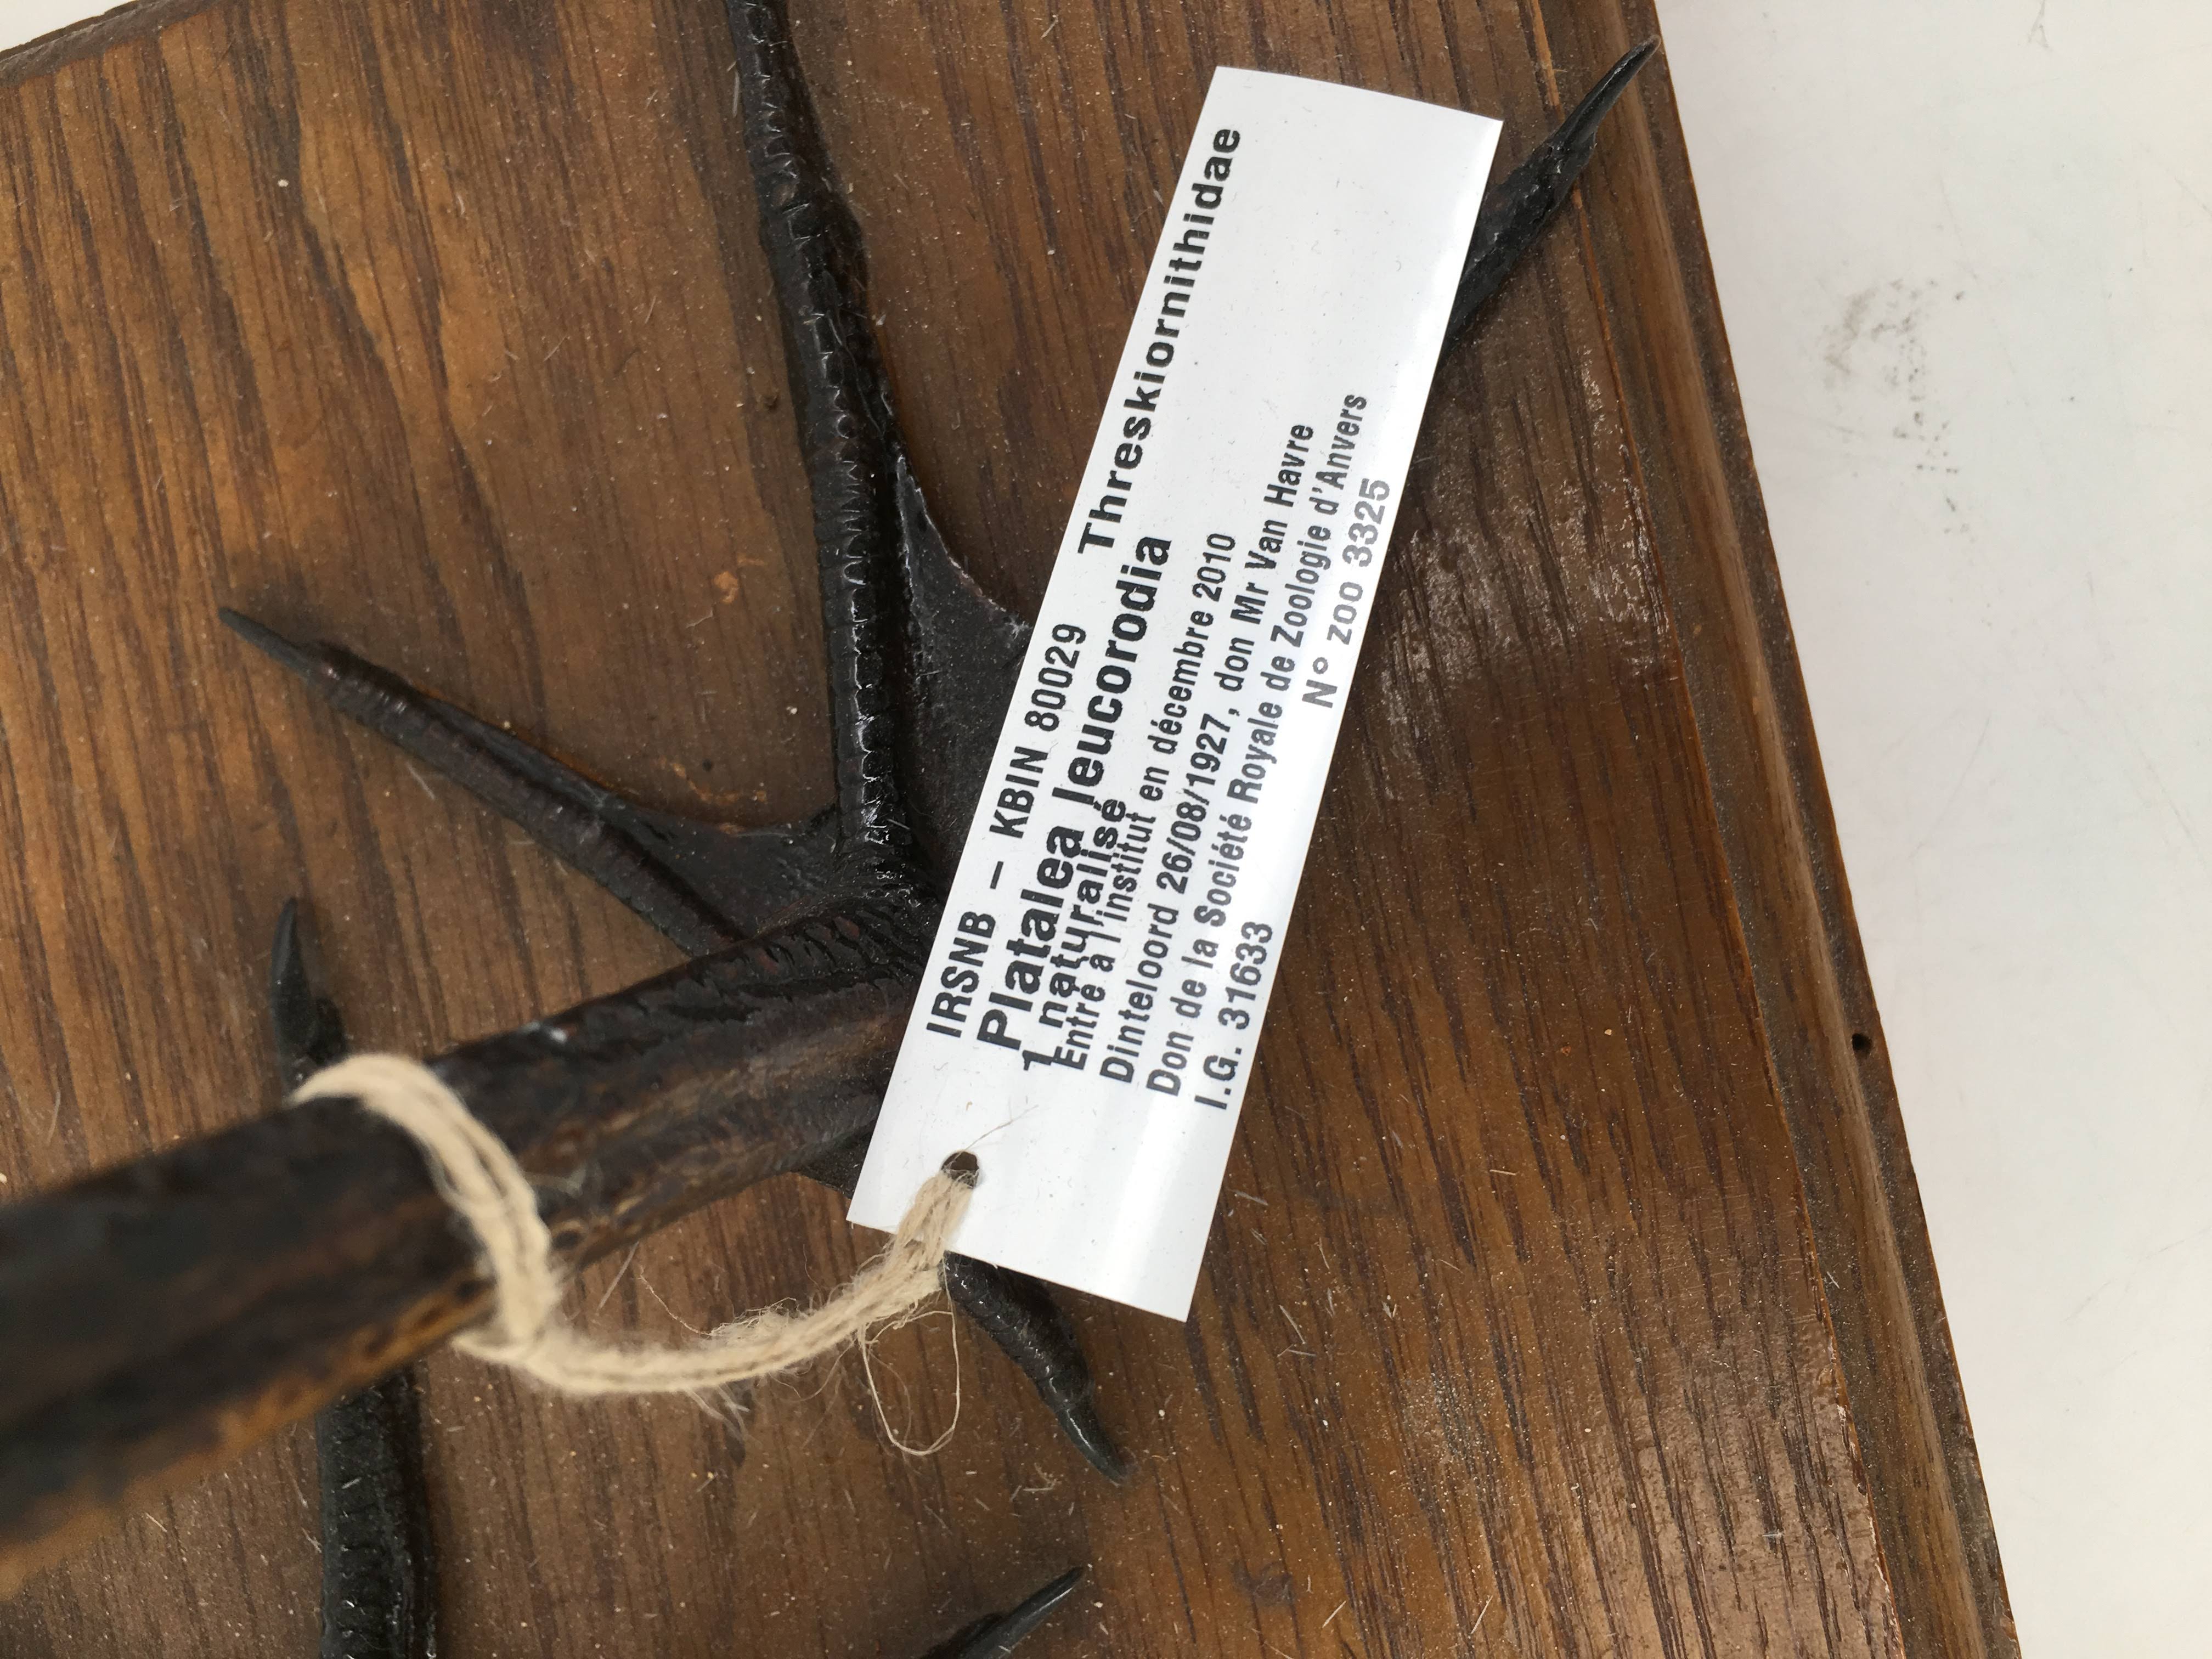 IRSNB – KBIN 80029 Threskiornithidae
Platalea leucorodia
1 naturalisé
Entré à l'institut en décembre 2010
Dinteloord 26/08/1927, don Mr Van Havre
Don de la Société Royale de Zoologie d'Anvers
I.G. 31633 N° zoo 3325